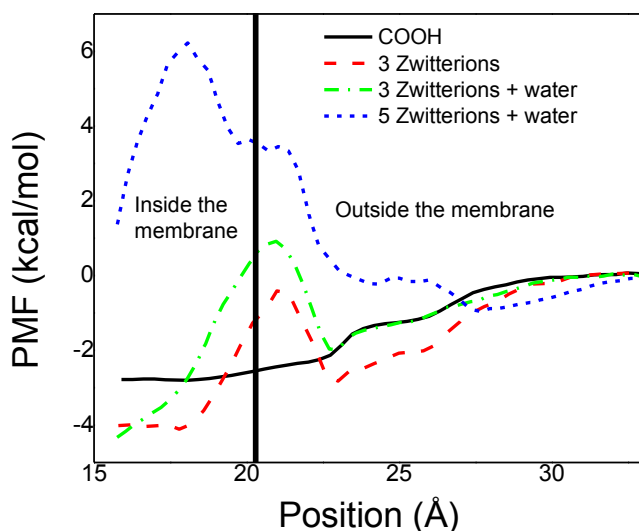 COOH
3 Zwitterions
3 Zwitterions + water
5 Zwitterions + water
Inside the
membrane
Outside the membrane
PMF (kcal/mol)
6
4
2
0
-2
-4
15
20
25
30
Position (Å)